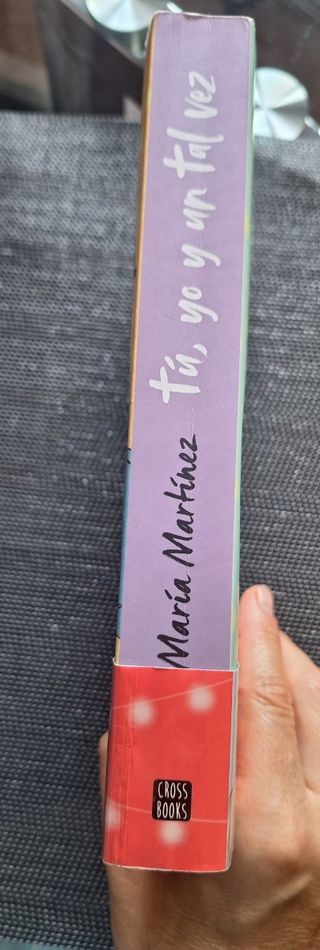 María Martínez
tú, yo y un tal vez
CROSS
BOOKS